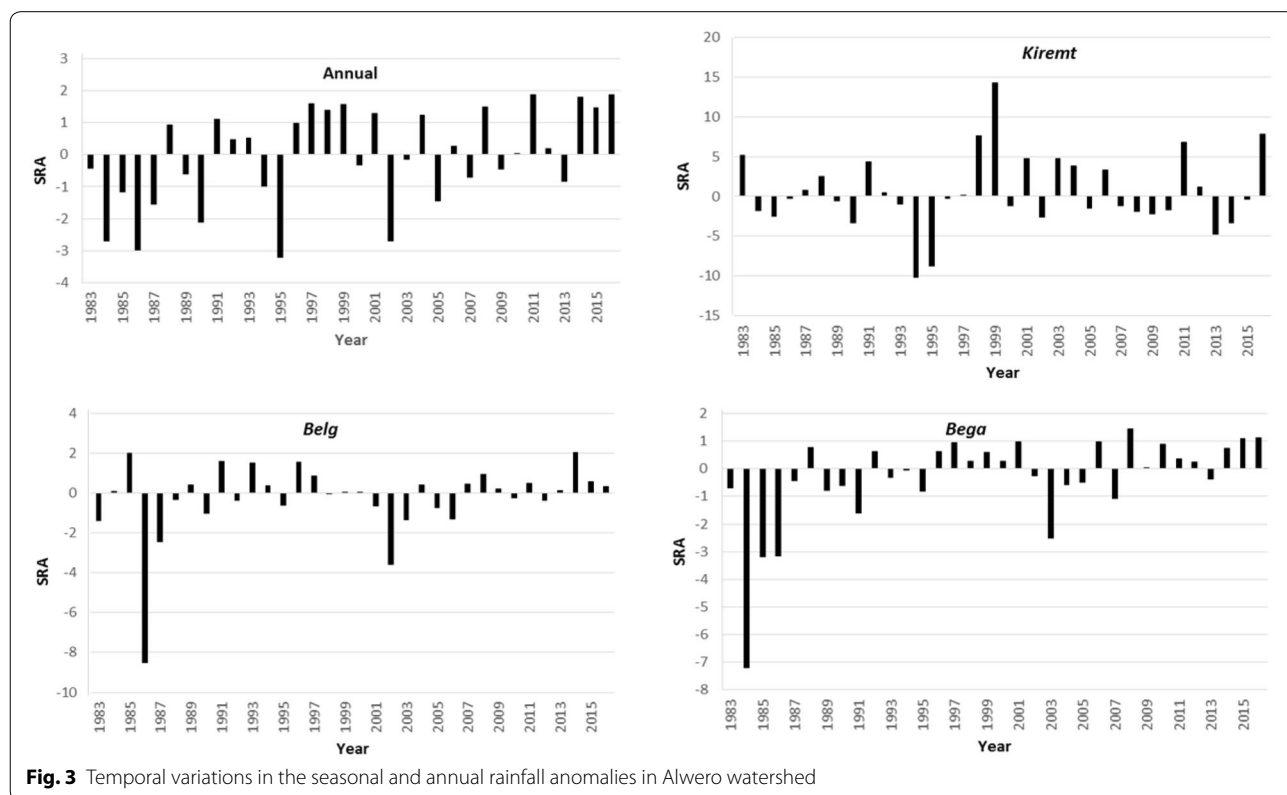 Annual
3
2
1
0
-1
-2
-3
-4
SRA
1983 1985 1987 1989 1991 1993 1995 1997 1999 2001 2003 2005 2007 2009 2011 2013 2015
Year
Kiremt
20
15
10
5
0
-5
-10
-15
SRA
1983 1985 1987 1989 1991 1993 1995 1997 1999 2001 2003 2005 2007 2009 2011 2013 2015
Year
Belg
4
2
0
-2
-4
-6
-8
-10
SRA
1983 1985 1987 1989 1991 1993 1995 1997 1999 2001 2003 2005 2007 2009 2011 2013 2015
Year
Bega
2
1
0
-1
-2
-3
-4
-5
-6
-7
-8
SRA
1983 1985 1987 1989 1991 1993 1995 1997 1999 2001 2003 2005 2007 2009 2011 2013 2015
Year
Fig. 3 Temporal variations in the seasonal and annual rainfall anomalies in Alwero watershed